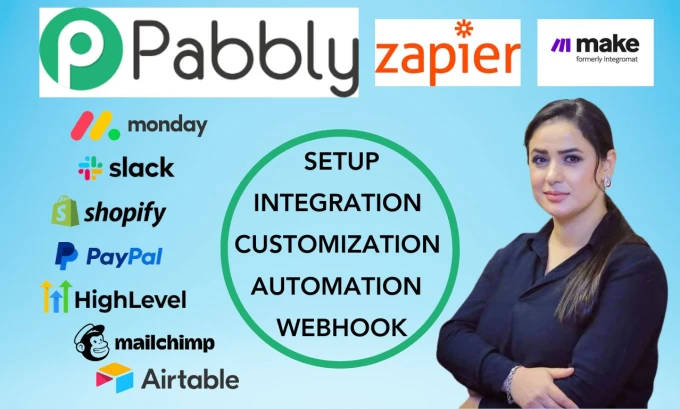 Pabbly
zapier
make
formerly Integromat
monday
slack
shopify
PayPal
HighLevel
mailchimp
Airtable
SETUP
INTEGRATION
CUSTOMIZATION
AUTOMATION
WEBHOOK